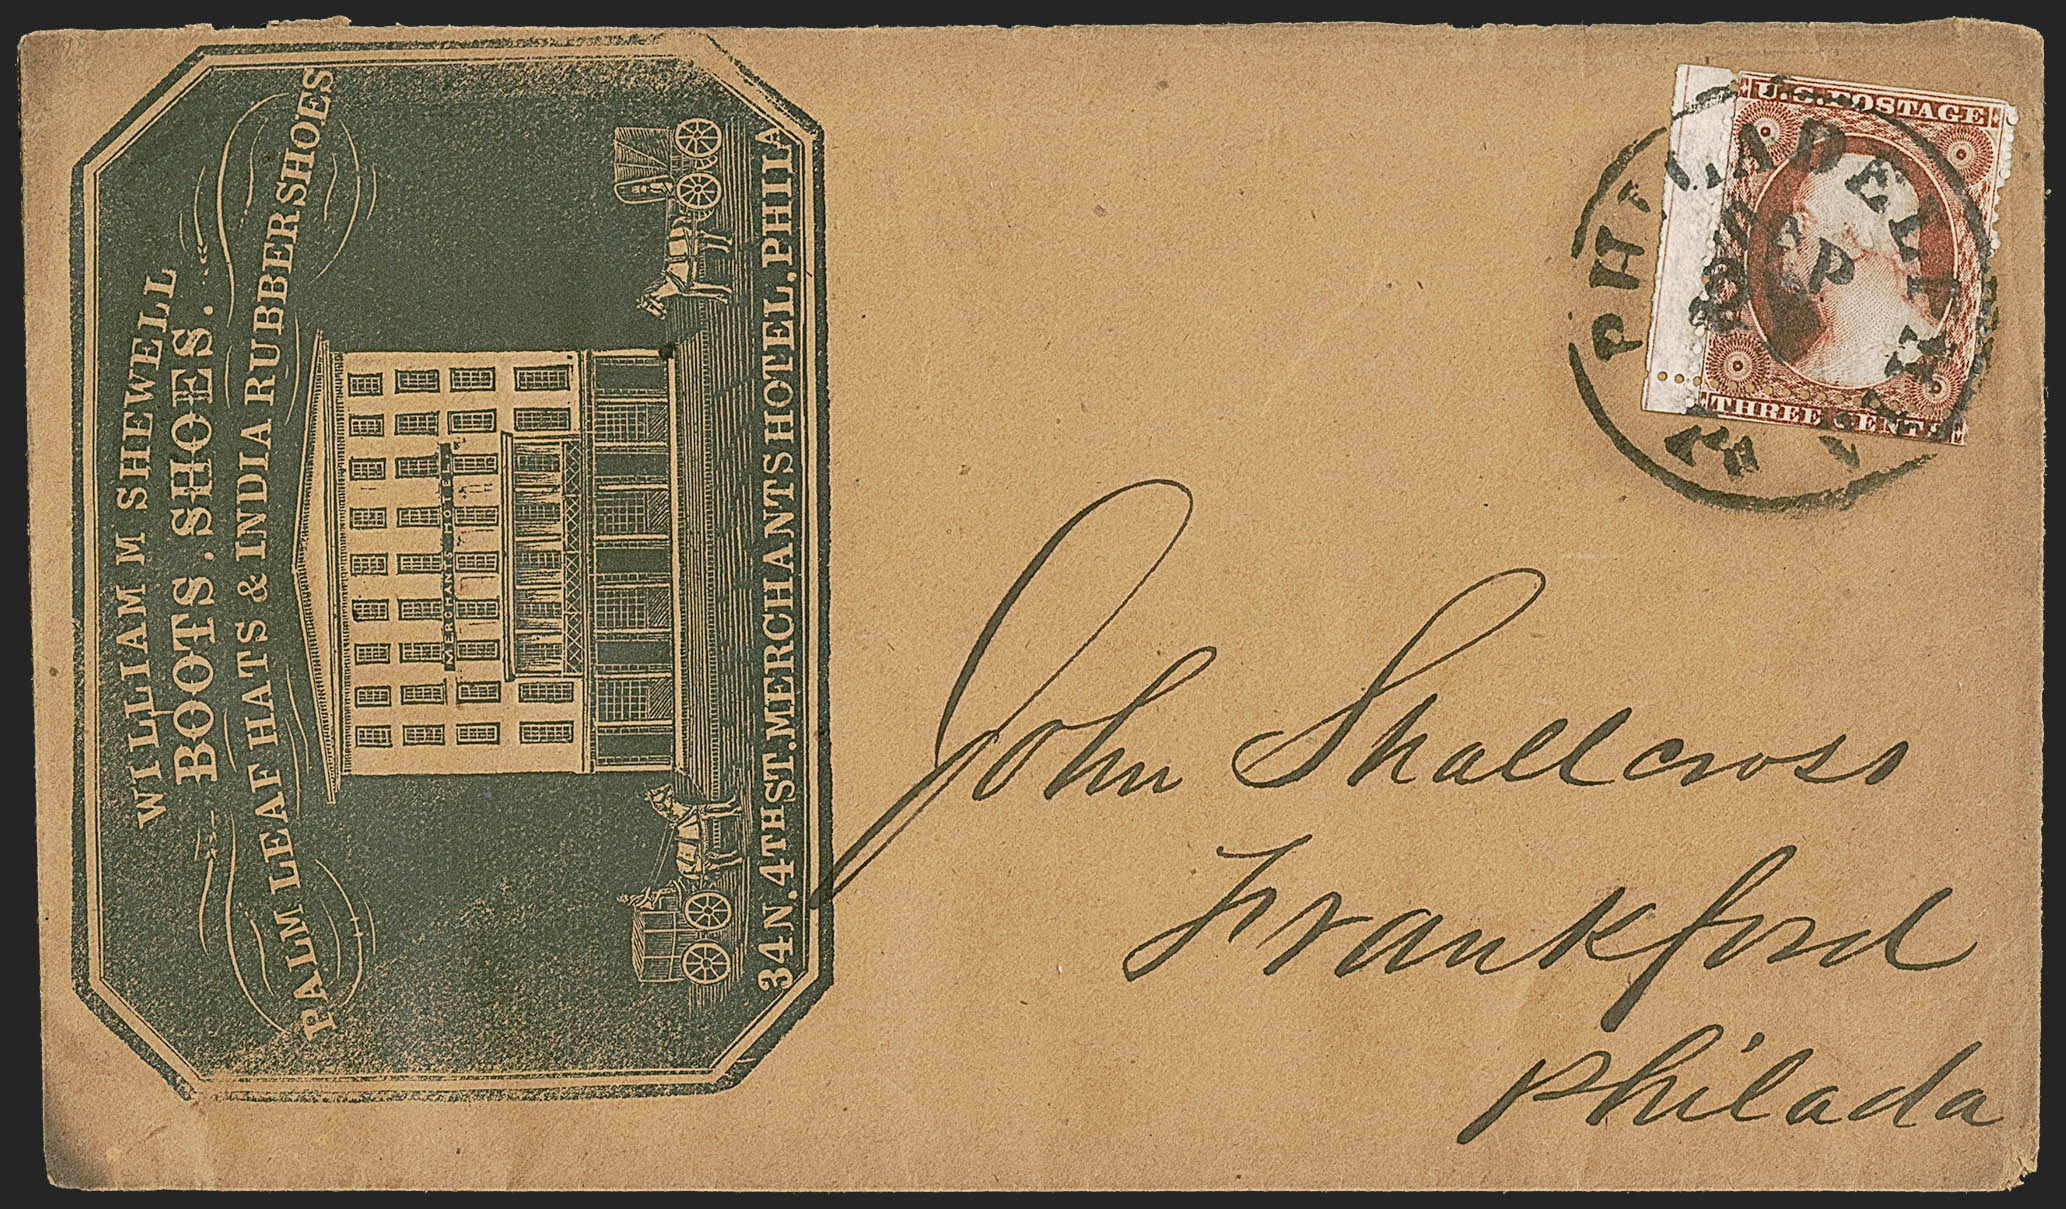 WILLIAM M SHEWELL
BOOTS. SHOES.
PALM LEAF HATS & INDIA RUBBER SHOES
MERCHANTS HOTEL
34 N. 4TH ST. MERCHANTS HOTEL. PHILA
U.S. POSTAGE
THREE CENTS
PHILADELPHIA
John Shallcross
Frankford
Philada